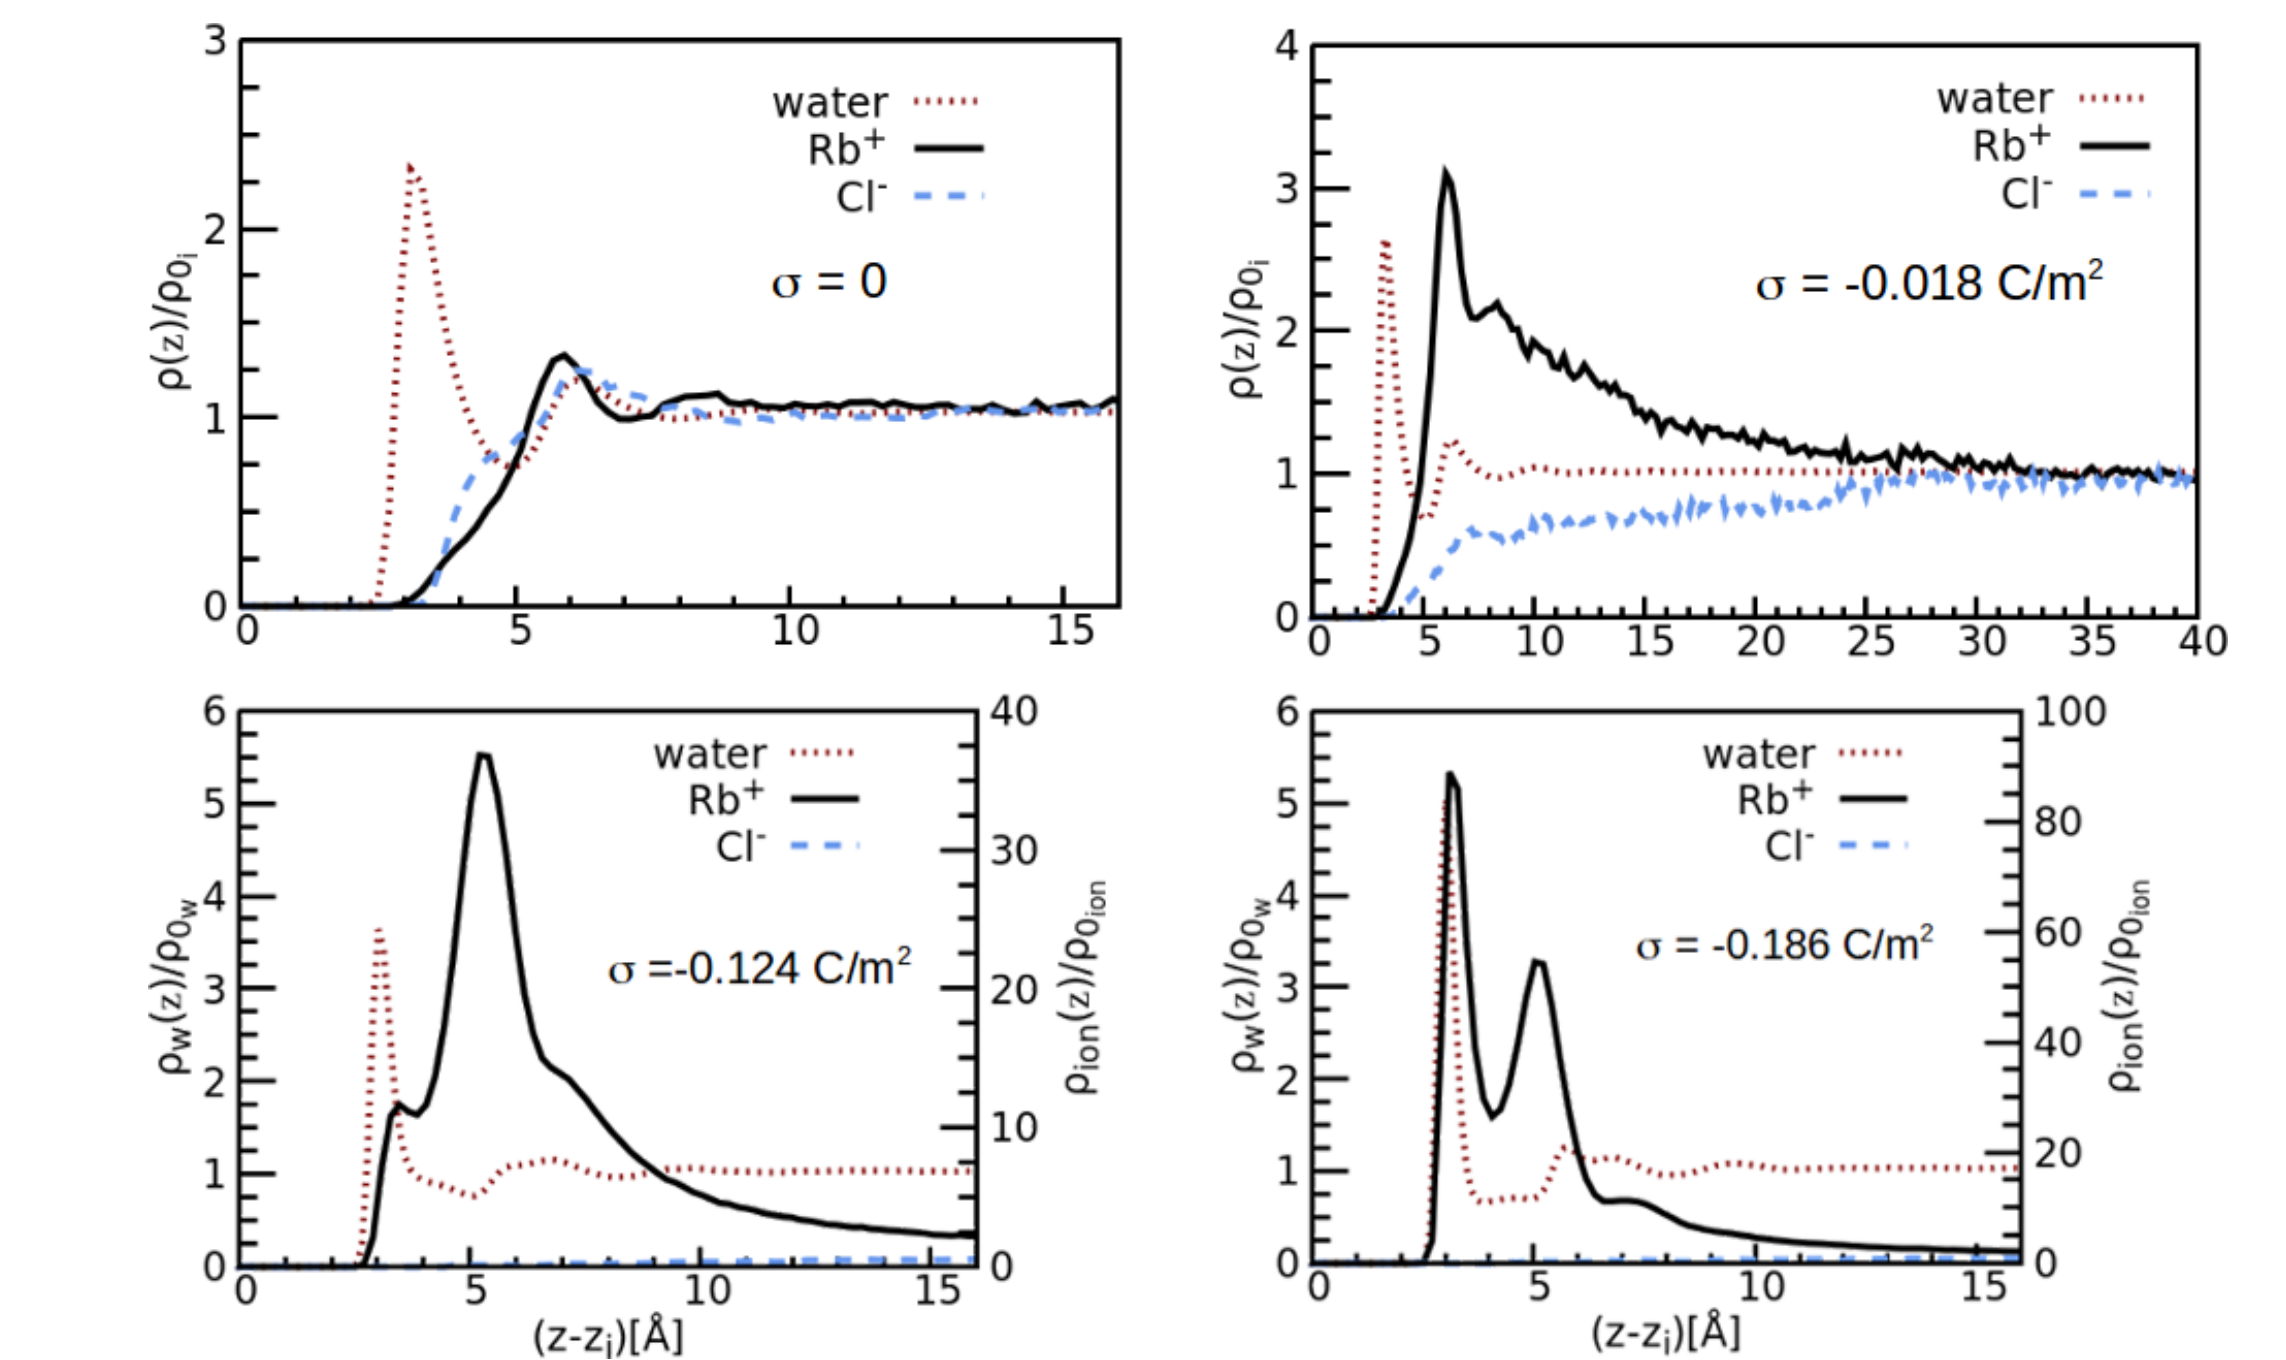 3
2
1
0
ρ(z)/ρ₀ᵢ
water
Rb⁺
Cl⁻
σ = 0
0 5 10 15
4
3
2
1
0
ρ(z)/ρ₀ᵢ
water
Rb⁺
Cl⁻
σ = -0.018 C/m²
0 5 10 15 20 25 30 35 40
6
5
4
3
2
1
0
ρw(z)/ρ0w
water
Rb⁺
Cl⁻
σ =-0.124 C/m²
40
30
20
10
0
ρion(z)/ρ0ion
0 5 10 15
(z-zᵢ)[Å]
6
5
4
3
2
1
0
ρw(z)/ρ0w
water
Rb⁺
Cl⁻
σ = -0.186 C/m²
100
80
60
40
20
0
ρion(z)/ρ0ion
0 5 10 15
(z-zᵢ)[Å]